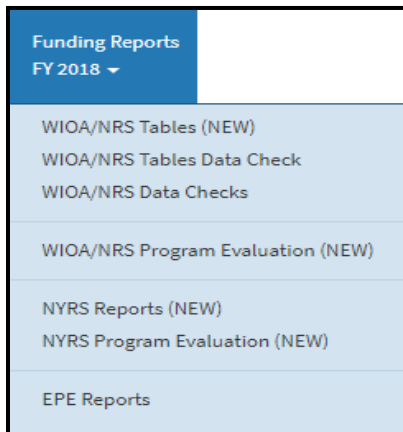 Funding Reports
FY 2018
WIOA/NRS Tables (NEW)
WIOA/NRS Tables Data Check
WIOA/NRS Data Checks
WIOA/NRS Program Evaluation (NEW)
NYRS Reports (NEW)
NYRS Program Evaluation (NEW)
EPE Reports